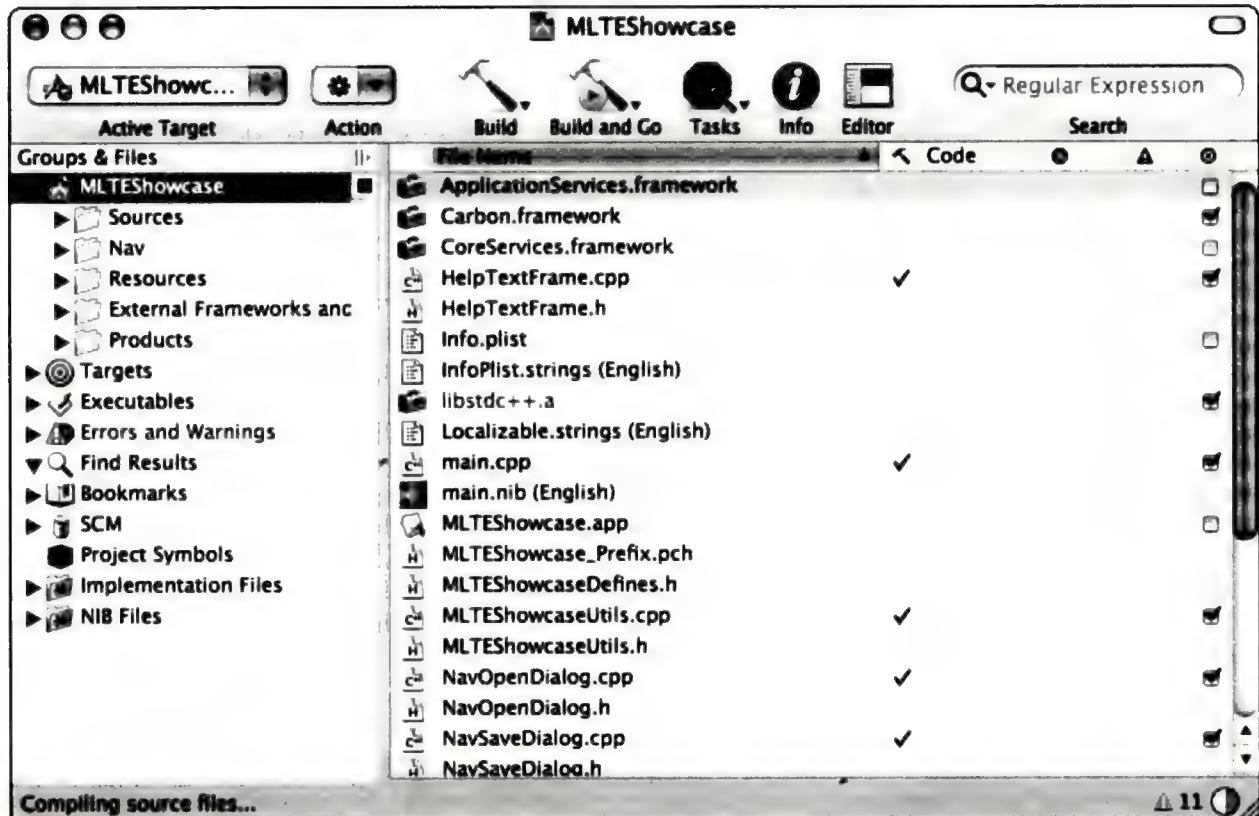 MLTEShowcase
MLTEShowc...
Regular Expression
Active Target
Action
Build
Build and Go
Tasks
Info
Editor
Search
Groups & Files
File Name
Code
MLTEShowcase
Sources
Nav
Resources
External Frameworks anc
Products
Targets
Executables
Errors and Warnings
Find Results
Bookmarks
SCM
Project Symbols
Implementation Files
NIB Files
ApplicationServices.framework
Carbon.framework
CoreServices.framework
HelpTextFrame.cpp
HelpTextFrame.h
Info.plist
InfoPlist.strings (English)
libstdc++.a
Localizable.strings (English)
main.cpp
main.nib (English)
MLTEShowcase.app
MLTEShowcase_Prefix.pch
MLTEShowcaseDefines.h
MLTEShowcaseUtils.cpp
MLTEShowcaseUtils.h
NavOpenDialog.cpp
NavOpenDialog.h
NavSaveDialog.cpp
NavSaveDialog.h
Compiling source files...
11